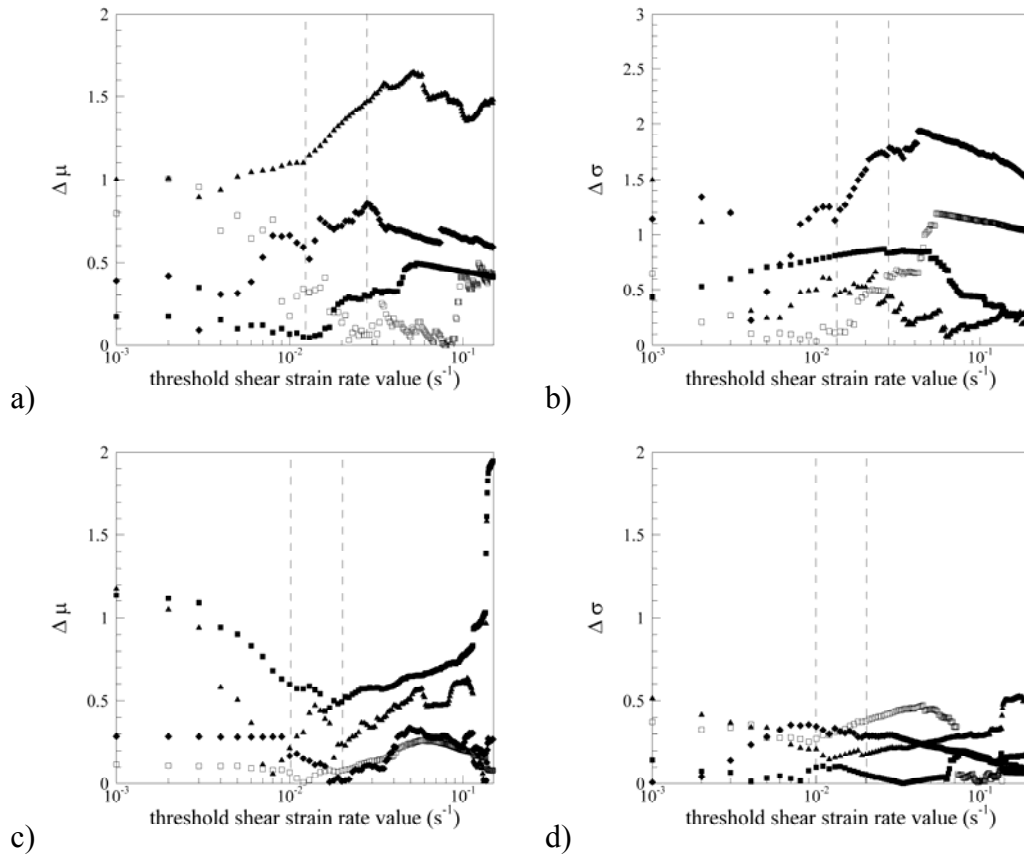 2
1.5
Δ μ
1
0.5
0
10⁻³
10⁻²
10⁻¹
threshold shear strain rate value (s⁻¹)
a)
3
2.5
2
Δ σ
1.5
1
0.5
0
10⁻³
10⁻²
10⁻¹
threshold shear strain rate value (s⁻¹)
b)
2
1.5
Δ μ
1
0.5
0
10⁻³
10⁻²
10⁻¹
threshold shear strain rate value (s⁻¹)
c)
2
1.5
Δ σ
1
0.5
0
10⁻³
10⁻²
10⁻¹
threshold shear strain rate value (s⁻¹)
d)